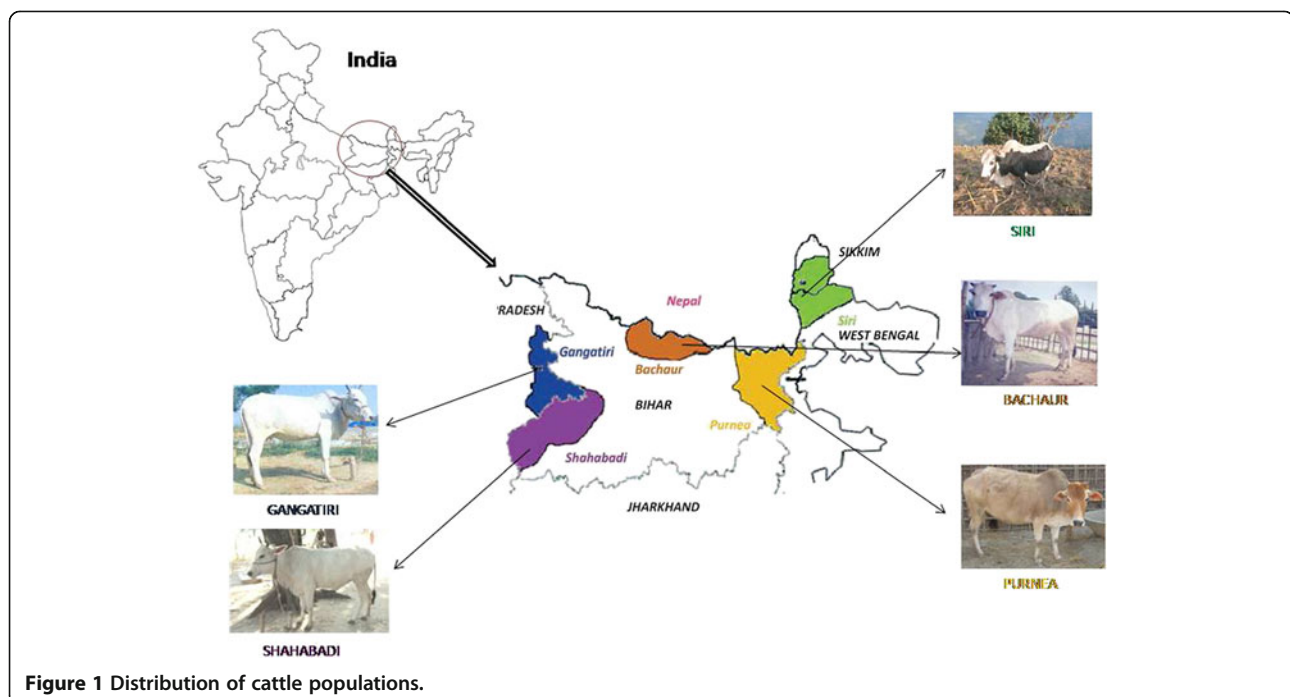 India
SIRI
SIKKIM
Nepal
RADESH
Siri
WEST BENGAL
Gangatiri
Bachaur
BACHAUR
BIHAR
Purnea
Shahabadi
GANGATIRI
JHARKHAND
PURNEA
SHAHABADI
Figure 1 Distribution of cattle populations.